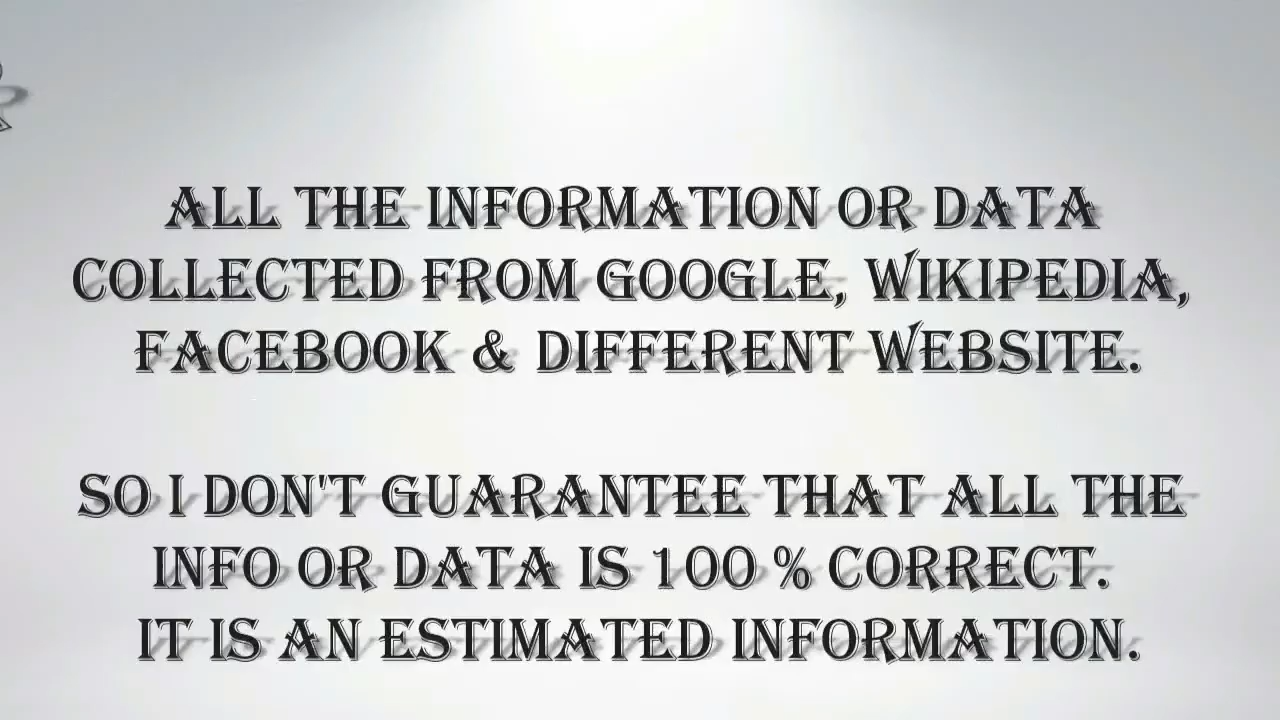 ALL THE INFORMATION OR DATA
COLLECTED FROM GOOGLE, WIKIPEDIA,
FACEBOOK & DIFFERENT WEBSITE.
SO I DON'T GUARANTEE THAT ALL THE
INFO OR DATA IS 100 % CORRECT.
IT IS AN ESTIMATED INFORMATION.